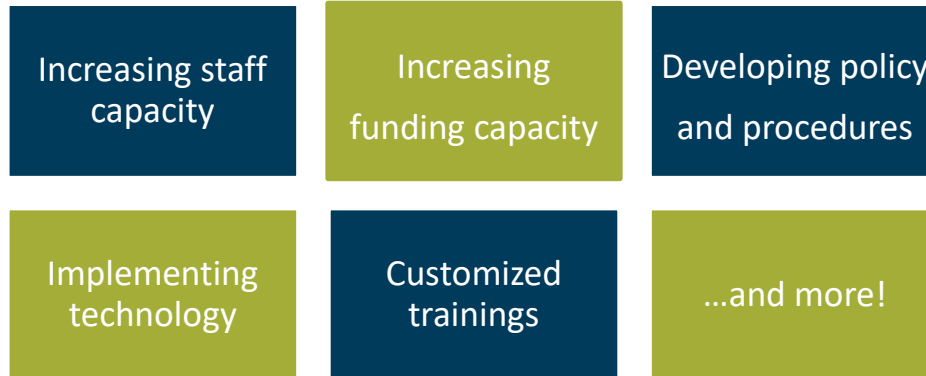 Increasing staff
capacity
Increasing
funding capacity
Developing policy
and procedures
Implementing
technology
Customized
trainings
...and more!